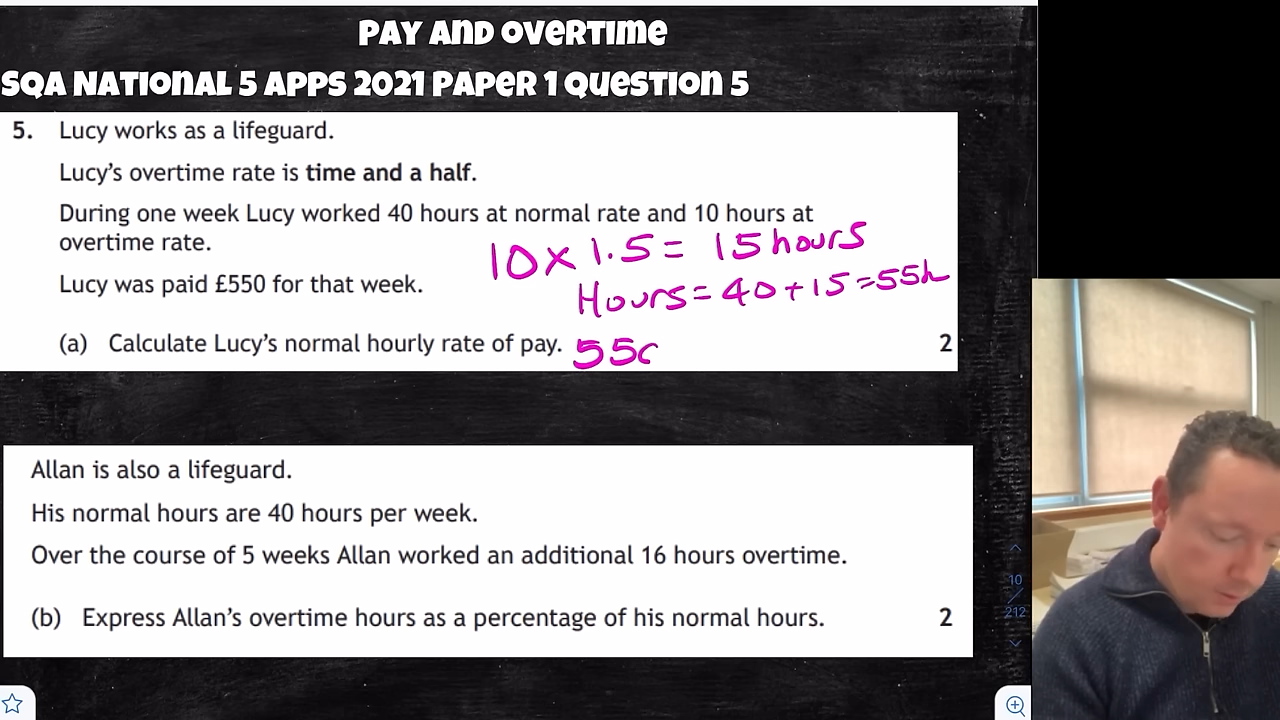 PAY AND OVERTIME
SQA NATIONAL 5 APPS 2021 PAPER 1 QUESTION 5
5. Lucy works as a lifeguard.
Lucy's overtime rate is time and a half.
During one week Lucy worked 40 hours at normal rate and 10 hours at
overtime rate.
10 × 1.5 = 15 hours
Lucy was paid £550 for that week.
Hours = 40 + 15 = 55h
(a) Calculate Lucy's normal hourly rate of pay. 550 2
Allan is also a lifeguard.
His normal hours are 40 hours per week.
Over the course of 5 weeks Allan worked an additional 16 hours overtime.
(b) Express Allan's overtime hours as a percentage of his normal hours. 2
10
/
212